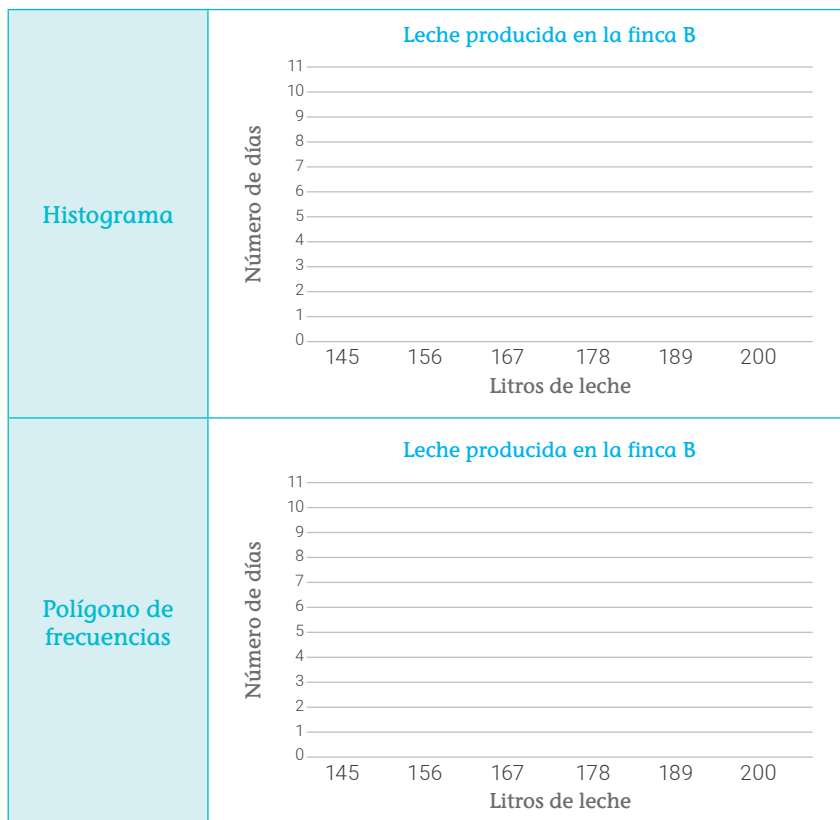 Histograma
Leche producida en la finca B
Número de días
11
10
9
8
7
6
5
4
3
2
1
0
145 156 167 178 189 200
Litros de leche
Polígono de
frecuencias
Leche producida en la finca B
Número de días
11
10
9
8
7
6
5
4
3
2
1
0
145 156 167 178 189 200
Litros de leche